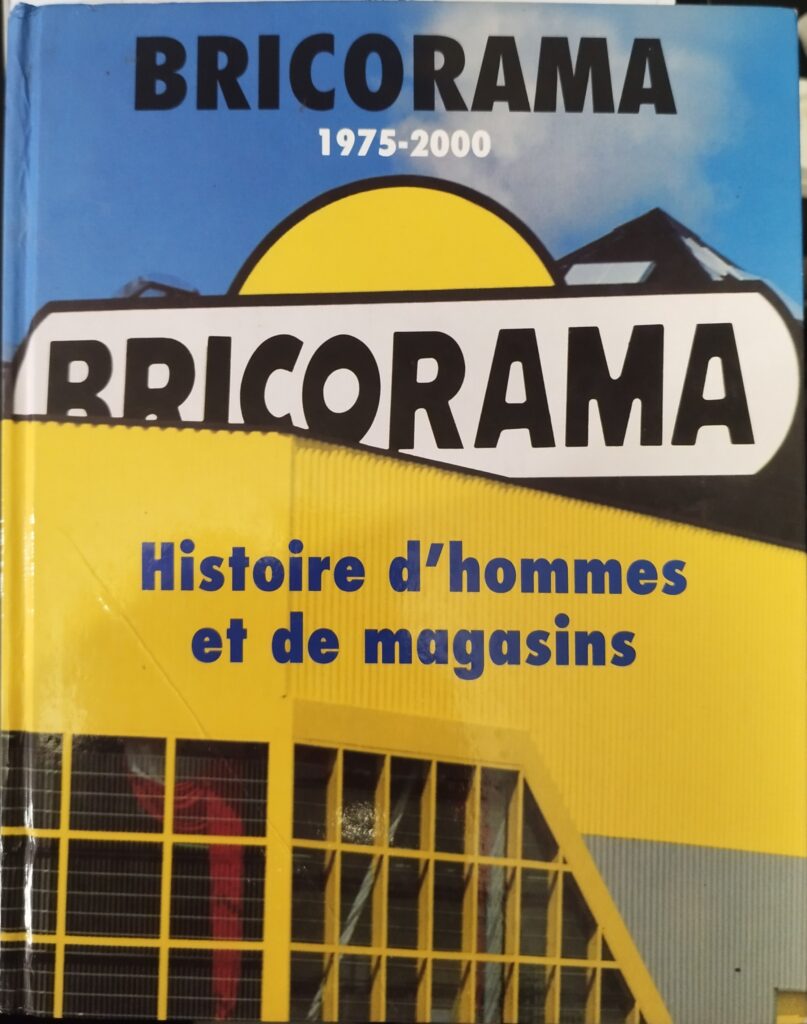 BRICORAMA
1975-2000
BRICORAMA
Histoire d'hommes
et de magasins